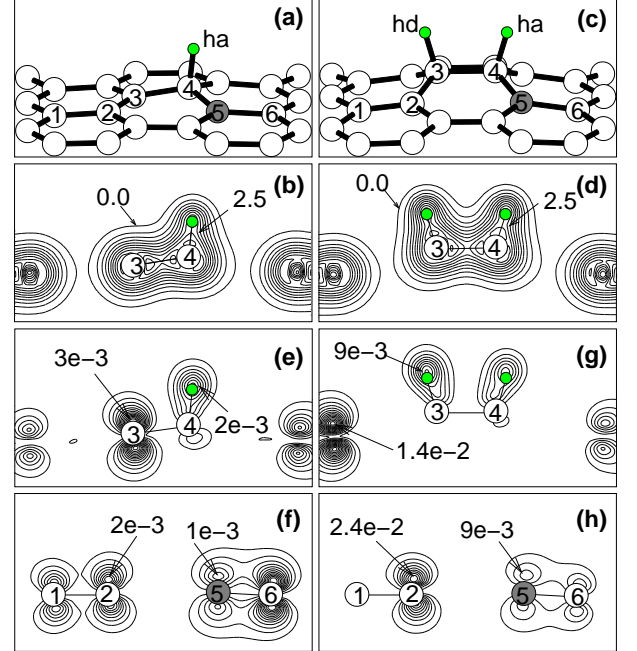 (a)
ha
1 2 3 4 5 6
(c)
hd ha
1 2 3 4 5 6
(b)
0.0
2.5
3 4
(d)
0.0
2.5
3 4
(e)
3e−3
2e−3
3 4
(g)
9e−3
1.4e−2
3 4
(f)
2e−3 1e−3
1 2 5 6
(h)
2.4e−2 9e−3
1 2 5 6